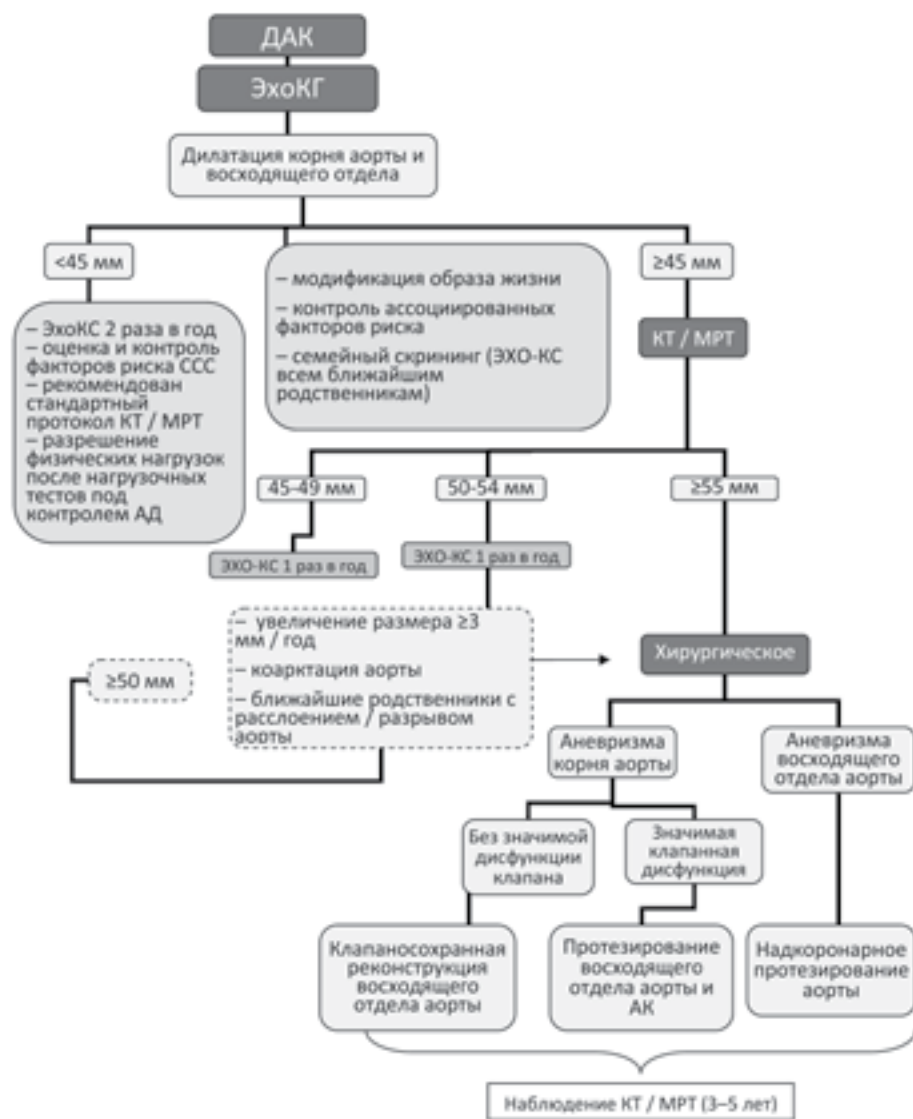 ДАК
ЭхоКГ
Дилатация корня аорты и
восходящего отдела
<45 мм
– ЭхоКС 2 раза в год
– оценка и контроль
факторов риска ССС
– рекомендован
стандартный
протокол КТ / МРТ
– разрешение
физических нагрузок
после нагрузочных
тестов под
контролем АД
– модификация образа жизни
– контроль ассоциированных
факторов риска
– семейный скрининг (ЭХО-КС
всем ближайшим
родственникам)
≥45 мм
КТ / МРТ
45-49 мм
50-54 мм
≥55 мм
ЭХО-КС 1 раз в год
ЭХО-КС 1 раз в год
– увеличение размера ≥3
мм / год
– коарктация аорты
– ближайшие родственники с
расслоением / разрывом
аорты
≥50 мм
Хирургическое
Аневризма
корня аорты
Аневризма
восходящего
отдела аорты
Без значимой
дисфункции
клапана
Значимая
клапанная
дисфункция
Клапаносохранная
реконструкция
восходящего
отдела аорты
Протезирование
восходящего
отдела аорты и
АК
Надкоронарное
протезирование
аорты
Наблюдение КТ / МРТ (3–5 лет)